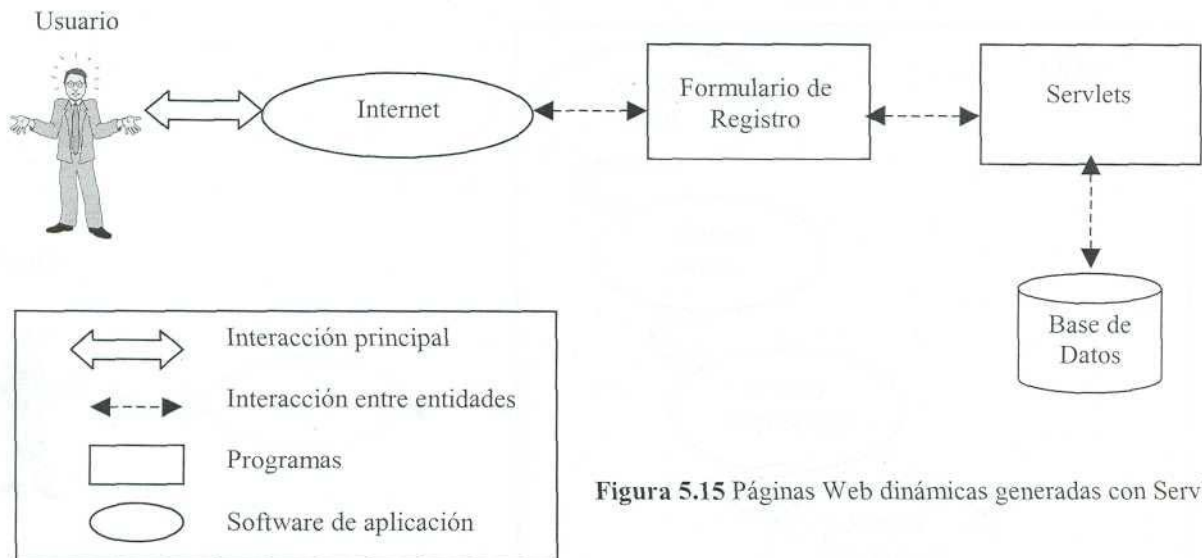 Usuario
Internet
Formulario de
Registro
Servlets
Base de
Datos
Interacción principal
Interacción entre entidades
Programas
Software de aplicación
Figura 5.15 Páginas Web dinámicas generadas con Serv